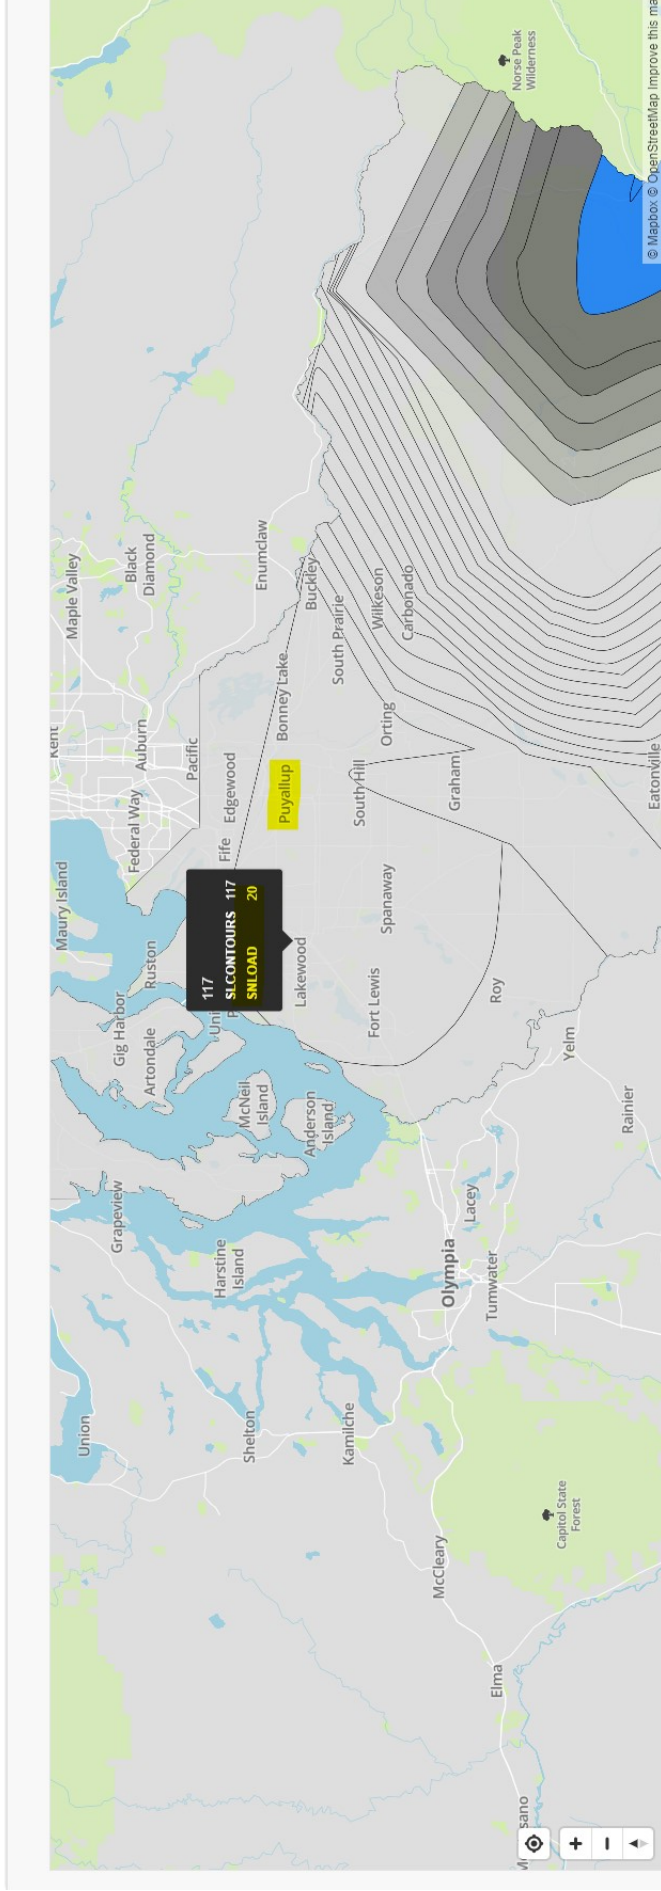 Kent
Maple Valley
Maury Island
Federal Way
Auburn
Black
Diamond
Gig Harbor
Artondale
Ruston
Pacific
Grapeview
Union
Fife
Edgewood
Enumclaw
117
SLCONTOURS 117
SNLOAD 20
McNeil
Island
Harstine
Island
Shelton
Puyallup
Bonney Lake
Buckley
Lakewood
Anderson
Island
South Prairie
Kamilche
South Hill
Wilkeson
Fort Lewis
Spanaway
Orting
Carbonado
Olympia
Lacey
McCleary
Graham
Tumwater
Roy
Elma
Norse Peak
Wilderness
Capitol State
Forest
Yelm
Rainier
Eatonville
© Mapbox © OpenStreetMap Improve this ma